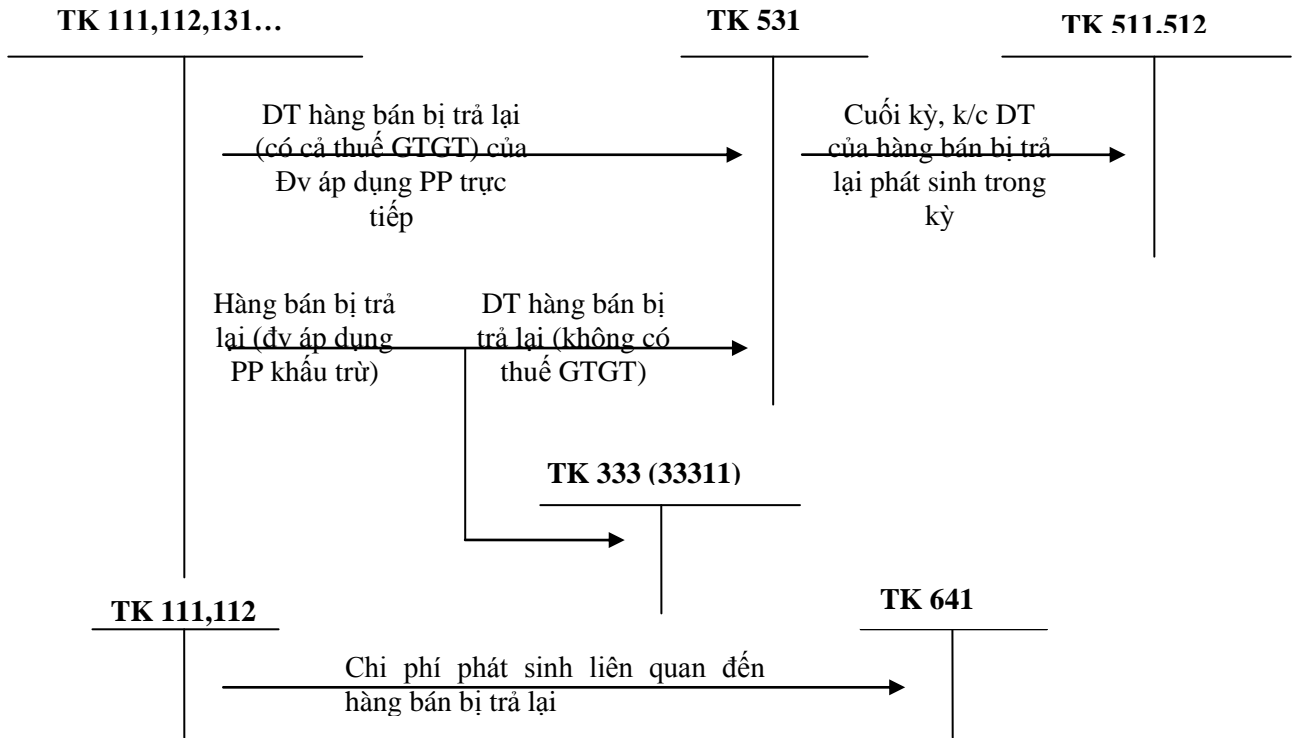 TK 111,112,131…
TK 531
TK 511,512
DT hàng bán bị trả lại
(có cả thuế GTGT) của
Đv áp dụng PP trực
tiếp
Cuối kỳ, k/c DT
của hàng bán bị trả
lại phát sinh trong
kỳ
Hàng bán bị trả
lại (đv áp dụng
PP khấu trừ)
DT hàng bán bị
trả lại (không có
thuế GTGT)
TK 333 (33311)
TK 111,112
TK 641
Chi phí phát sinh liên quan đến
hàng bán bị trả lại